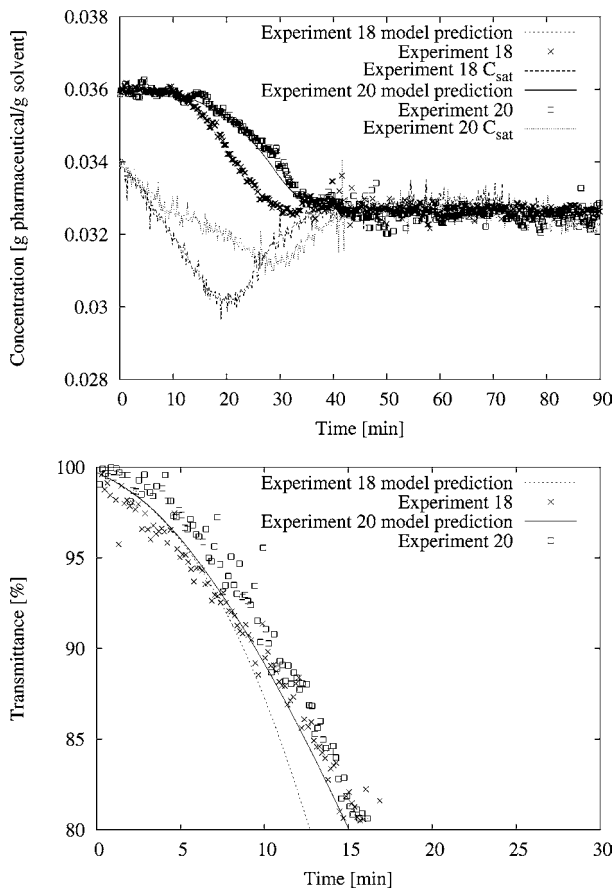 Concentration [g pharmaceutical/g solvent]
0.038
0.036
0.034
0.032
0.03
0.028
Experiment 18 model prediction
Experiment 18
Experiment 18 Csat
Experiment 20 model prediction
Experiment 20
Experiment 20 Csat
0 10 20 30 40 50 60 70 80 90
Time [min]
Transmittance [%]
100
95
90
85
80
Experiment 18 model prediction
Experiment 18
Experiment 20 model prediction
Experiment 20
0 5 10 15 20 25 30
Time [min]